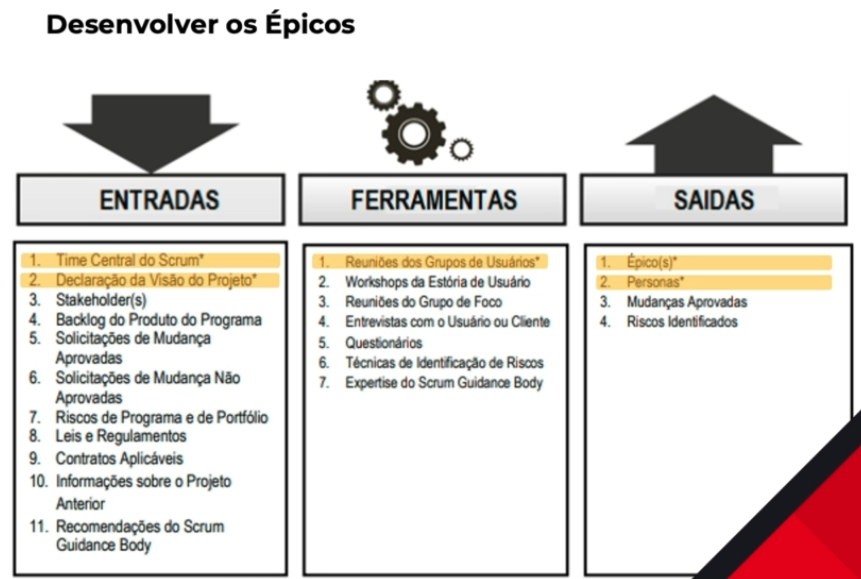 Desenvolver os Épicos
ENTRADAS
1. Time Central do Scrum*
2. Declaração da Visão do Projeto*
3. Stakeholder(s)
4. Backlog do Produto do Programa
5. Solicitações de Mudança
Aprovadas
6. Solicitações de Mudança Não
Aprovadas
7. Riscos de Programa e de Portfólio
8. Leis e Regulamentos
9. Contratos Aplicáveis
10. Informações sobre o Projeto
Anterior
11. Recomendações do Scrum
Guidance Body
FERRAMENTAS
1. Reuniões dos Grupos de Usuários*
2. Workshops da Estória de Usuário
3. Reuniões do Grupo de Foco
4. Entrevistas com o Usuário ou Cliente
5. Questionários
6. Técnicas de Identificação de Riscos
7. Expertise do Scrum Guidance Body
SAIDAS
1. Épico(s)*
2. Personas*
3. Mudanças Aprovadas
4. Riscos Identificados